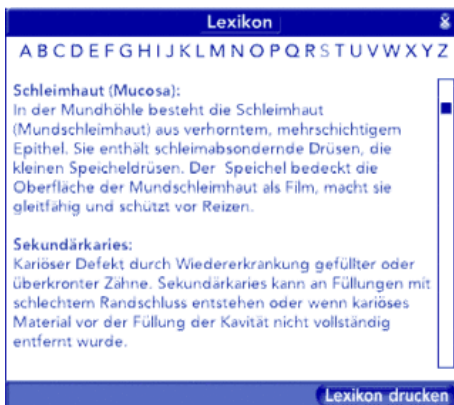 Lexikon
A B C D E F G H I J K L M N O P Q R S T U V W X Y Z
Schleimhaut (Mucosa):
In der Mundhöhle besteht die Schleimhaut
(Mundschleimhaut) aus verhorntem, mehrschichtigem
Epithel. Sie enthält schleimabsondernde Drüsen, die
kleinen Speicheldrüsen. Der Speichel bedeckt die
Oberfläche der Mundschleimhaut als Film, macht sie
gleitfähig und schützt vor Reizen.
Sekundärkaries:
Kariöser Defekt durch Wiedererkrankung gefüllter oder
überkronter Zähne. Sekundärkaries kann an Füllungen mit
schlechtem Randschluss entstehen oder wenn kariöses
Material vor der Füllung der Kavität nicht vollständig
entfernt wurde.
Lexikon drucken